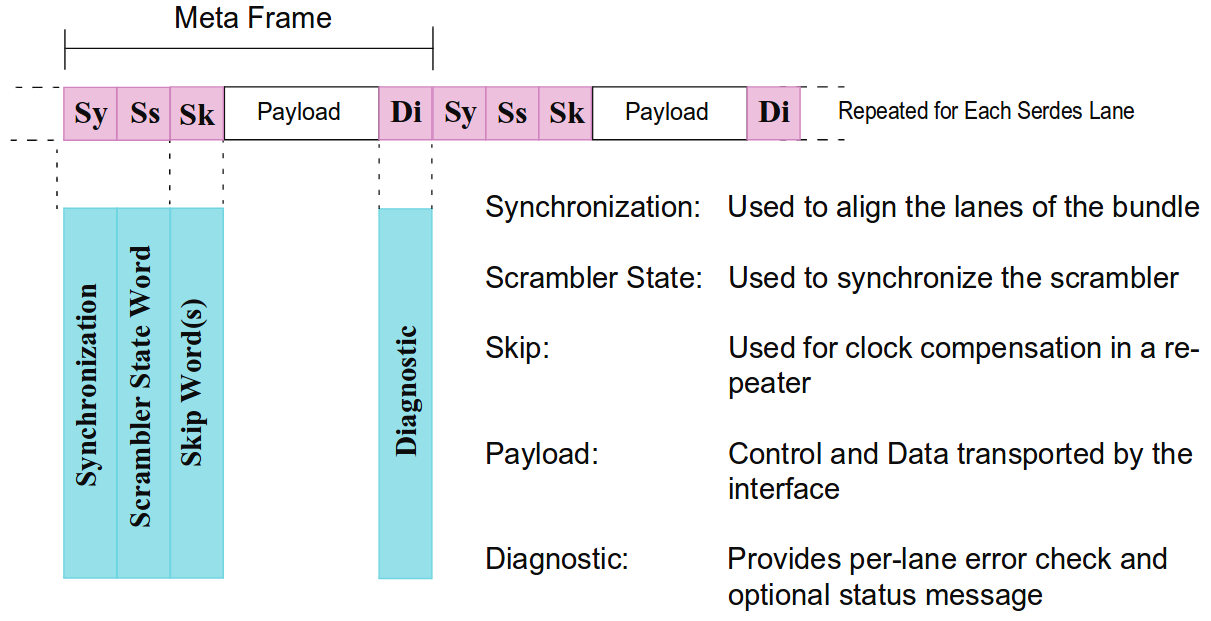 Meta Frame
Sy Ss Sk Payload Di Sy Ss Sk Payload Di Repeated for Each Serdes Lane
Synchronization
Scrambler State Word
Skip Word(s)
Diagnostic
Synchronization: Used to align the lanes of the bundle
Scrambler State: Used to synchronize the scrambler
Skip: Used for clock compensation in a re-
peater
Payload: Control and Data transported by the
interface
Diagnostic: Provides per-lane error check and
optional status message